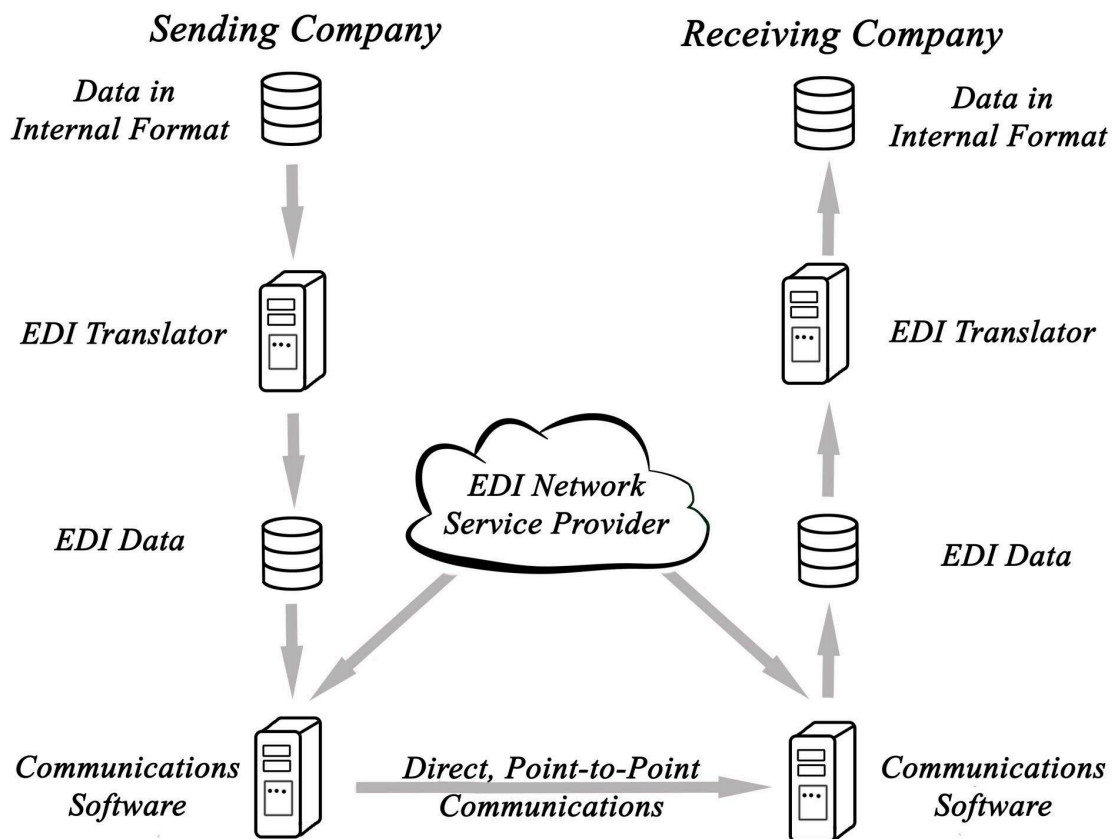 Sending Company
Receiving Company
Data in
Internal Format
Data in
Internal Format
EDI Translator
EDI Translator
EDI Network
Service Provider
EDI Data
EDI Data
Communications
Software
Direct, Point-to-Point
Communications
Communications
Software